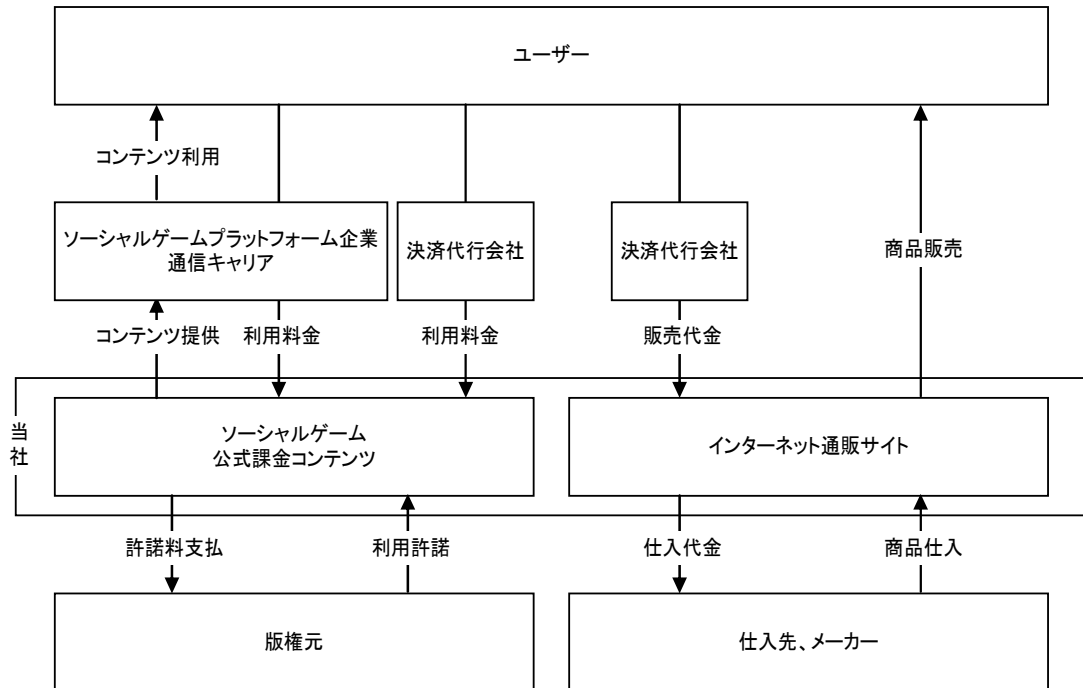 ユーザー
コンテンツ利用
ソーシャルゲームプラットフォーム企業
通信キャリア
決済代行会社
決済代行会社
商品販売
コンテンツ提供
利用料金
利用料金
販売代金
当社
ソーシャルゲーム
公式課金コンテンツ
インターネット通販サイト
許諾料支払
利用許諾
仕入代金
商品仕入
版権元
仕入先、メーカー